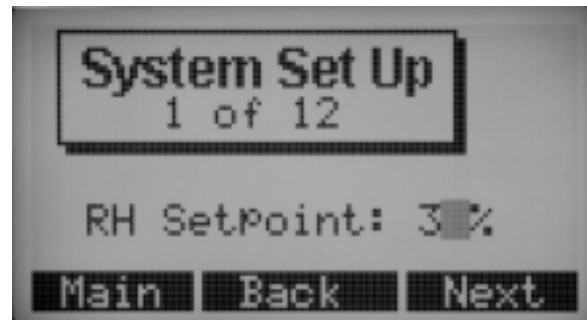 System Set Up
1 of 12
RH Setpoint: 3 %
Main Back Next